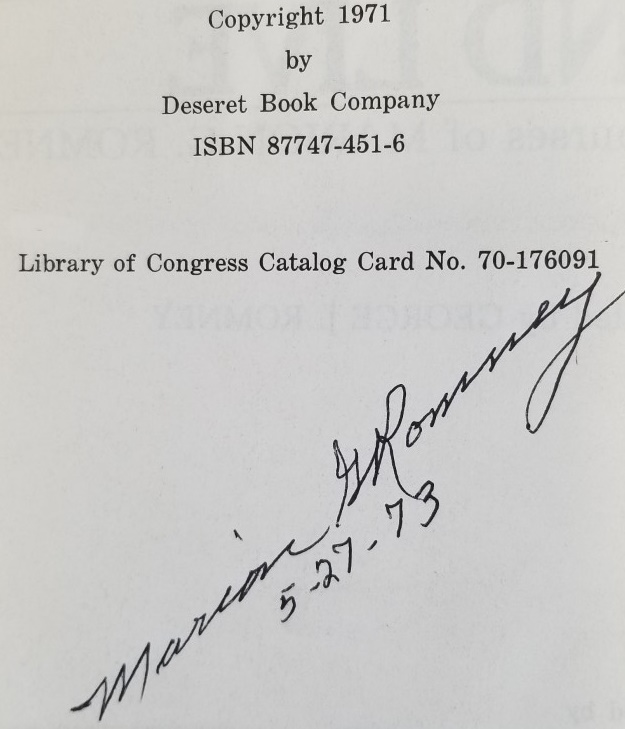 Copyright 1971
by
Deseret Book Company
ISBN 87747-451-6
Library of Congress Catalog Card No. 70-176091
Marion G Romney
5-27-73